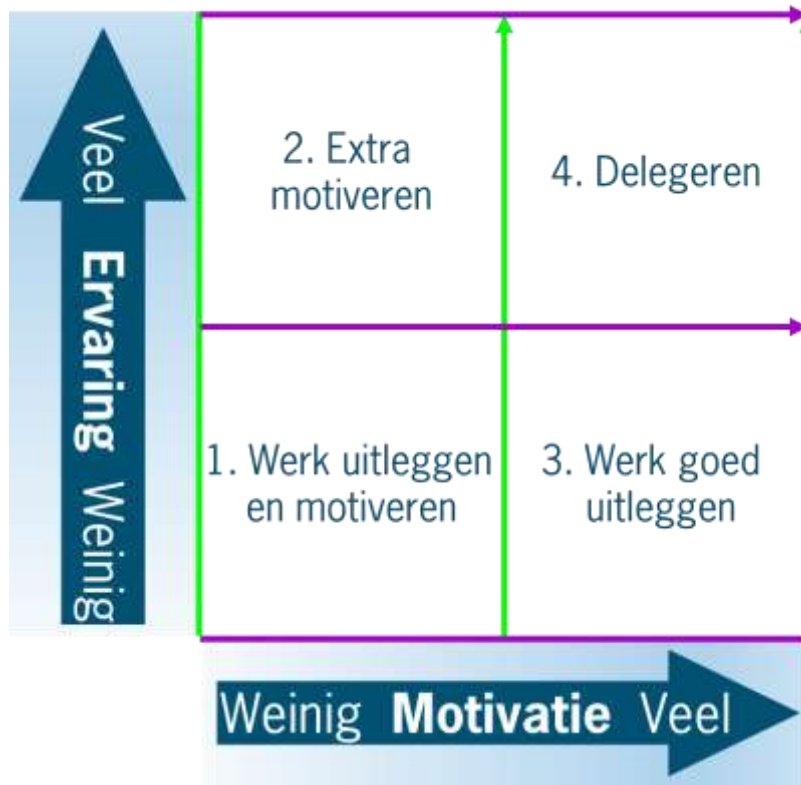 Weinig Ervaring Veel
2. Extra
motiveren
4. Delegeren
1. Werk uitleggen
en motiveren
3. Werk goed
uitleggen
Weinig Motivatie Veel